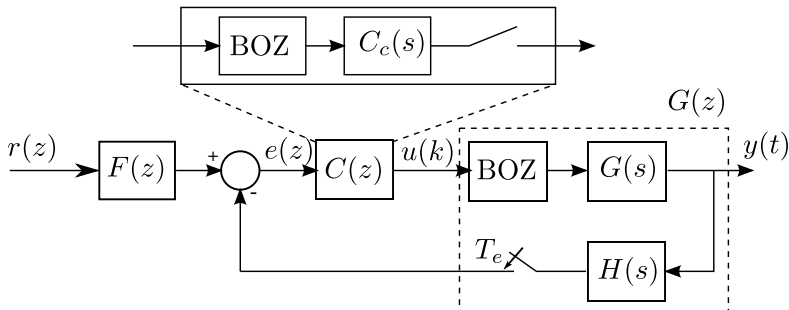 BOZ
C_c(s)
G(z)
r(z)
F(z)
+
-
e(z)
C(z)
u(k)
BOZ
G(s)
y(t)
T_e
H(s)